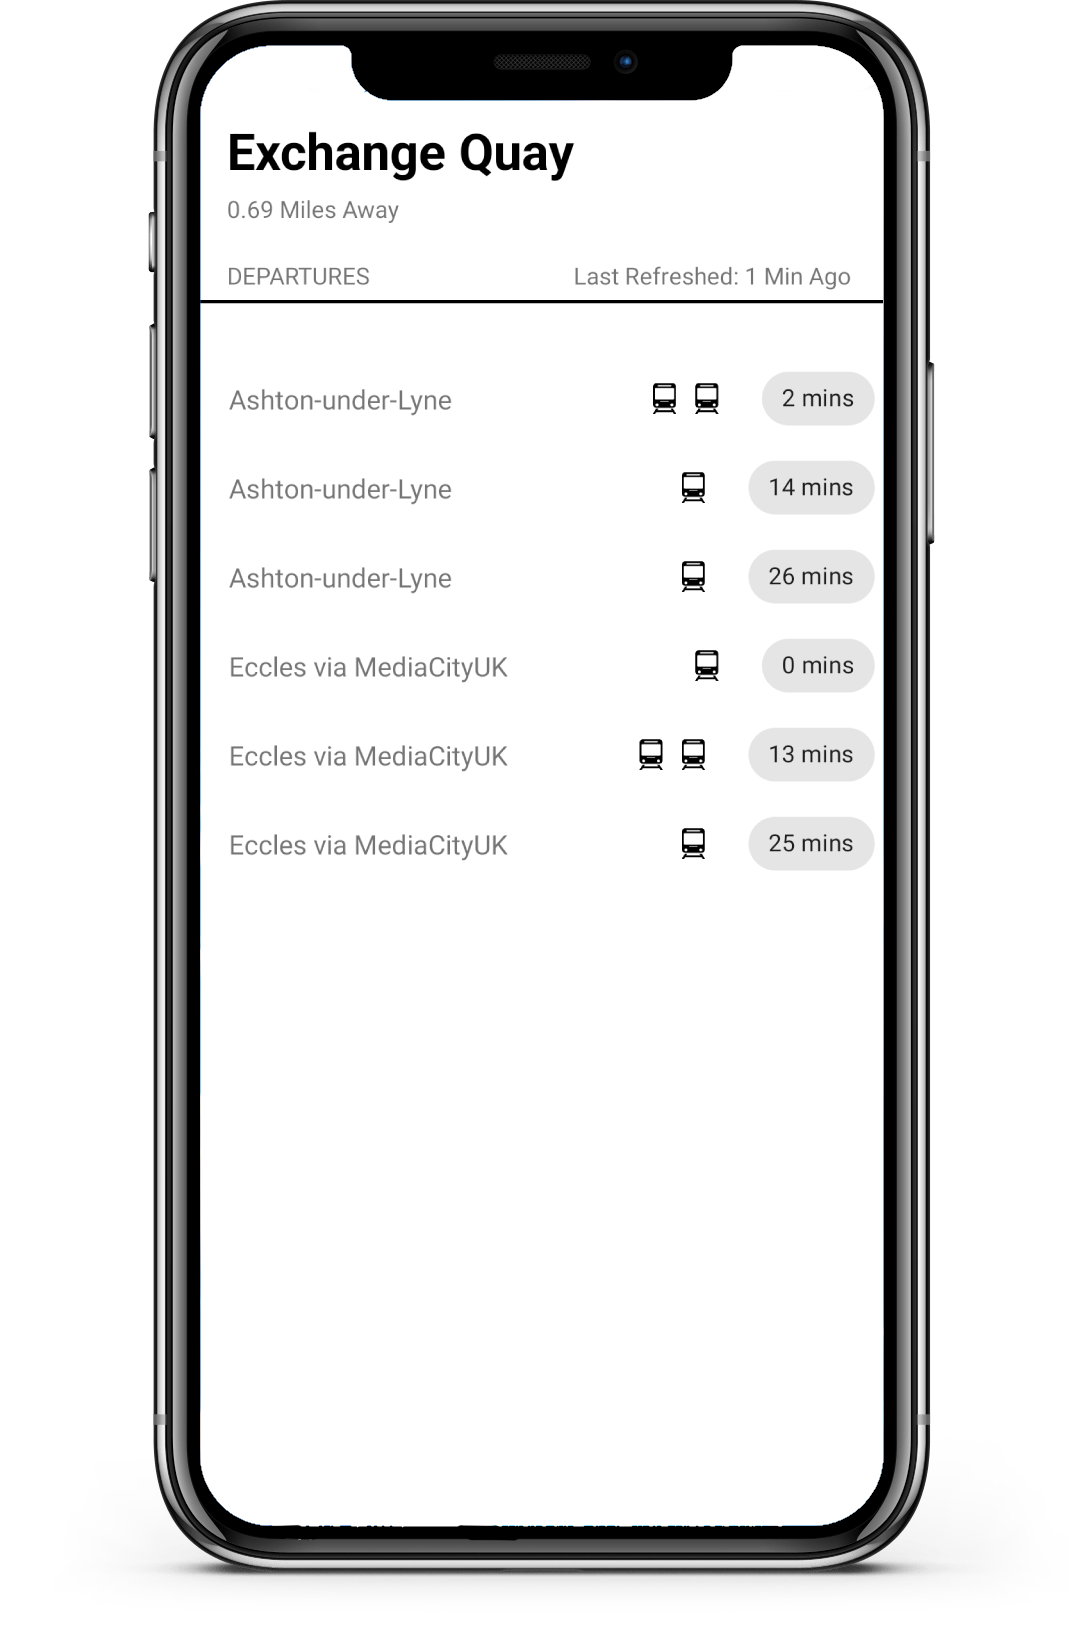 Exchange Quay
0.69 Miles Away
DEPARTURES Last Refreshed: 1 Min Ago
Ashton-under-Lyne 2 mins
Ashton-under-Lyne 14 mins
Ashton-under-Lyne 26 mins
Eccles via MediaCityUK 0 mins
Eccles via MediaCityUK 13 mins
Eccles via MediaCityUK 25 mins